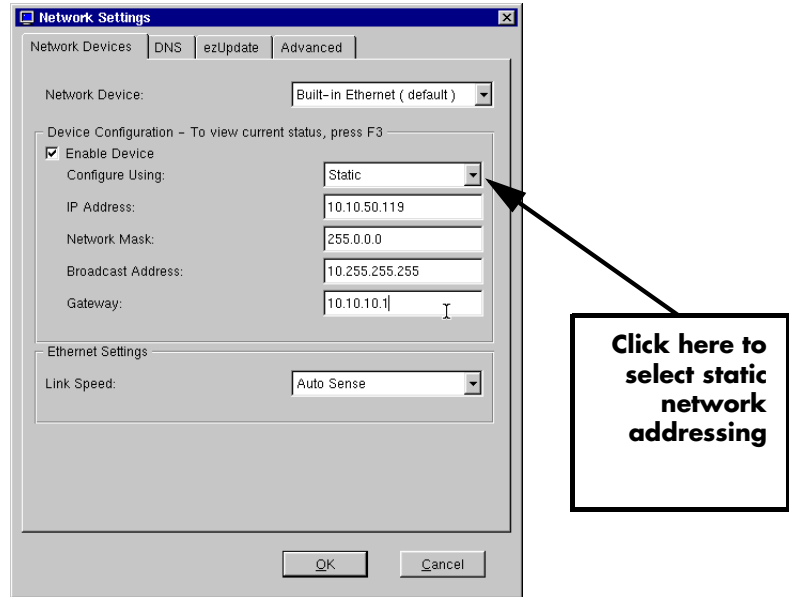 Network Settings
Network Devices DNS ezUpdate Advanced
Network Device: Built-in Ethernet ( default )
Device Configuration - To view current status, press F3
Enable Device
Configure Using: Static
IP Address: 10.10.50.119
Network Mask: 255.0.0.0
Broadcast Address: 10.255.255.255
Gateway: 10.10.10.1
Ethernet Settings
Link Speed: Auto Sense
OK Cancel
Click here to
select static
network
addressing